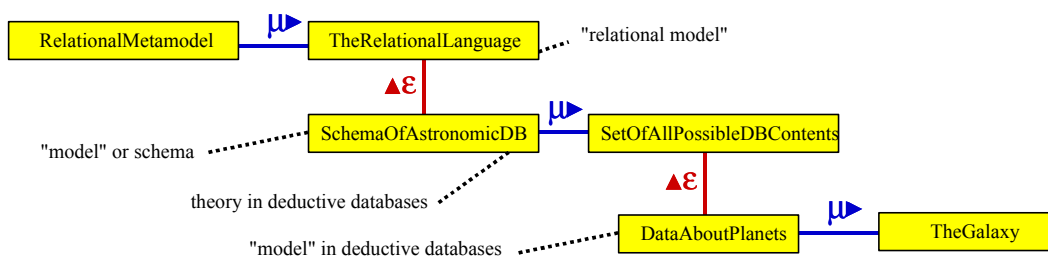 μ►
RelationalMetamodel
TheRelationalLanguage
"relational model"
▲ε
μ►
SchemaOfAstronomicDB
SetOfAllPossibleDBContents
"model" or schema
▲ε
theory in deductive databases
μ►
DataAboutPlanets
TheGalaxy
"model" in deductive databases